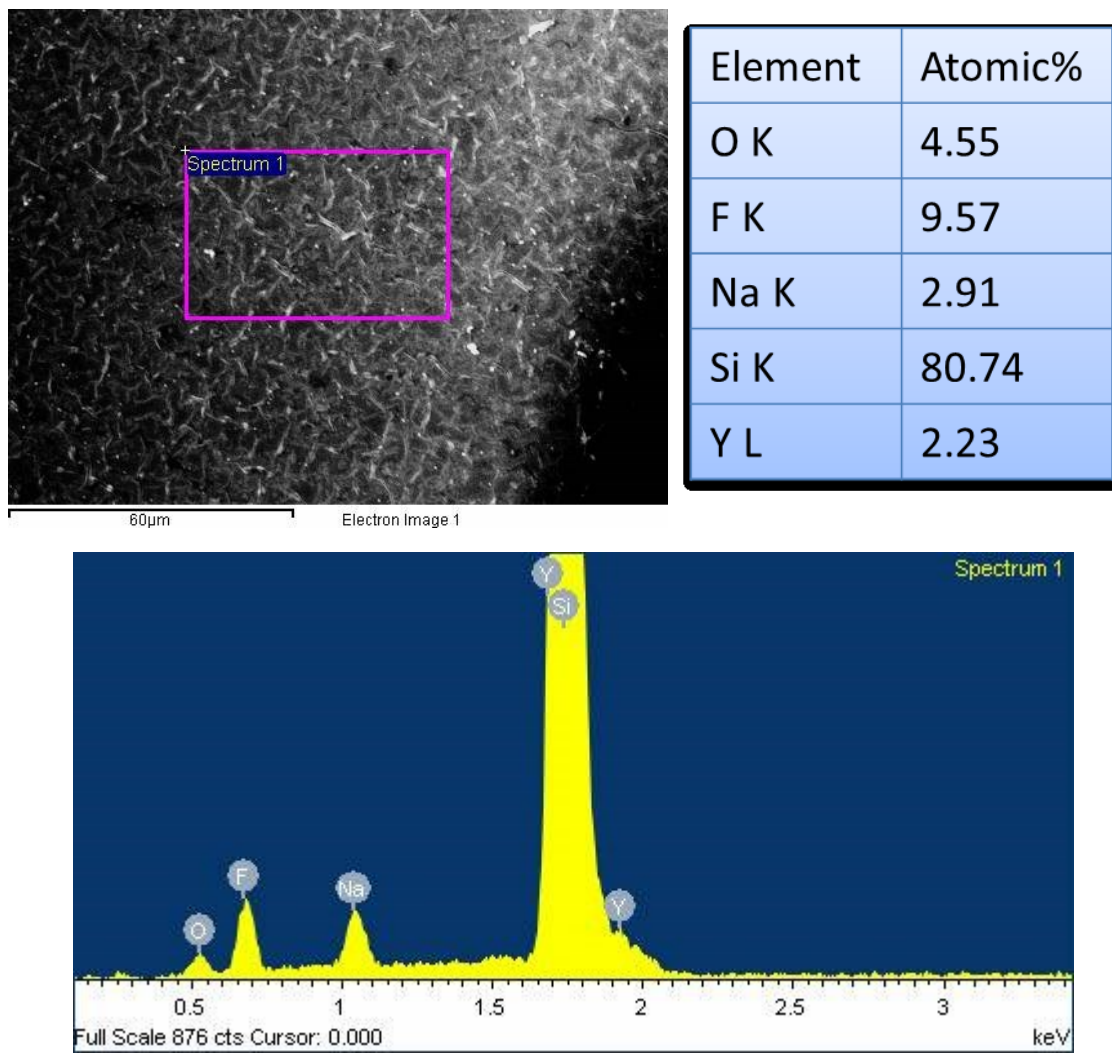 Spectrum 1
60µm
Electron Image 1
Element Atomic%
O K 4.55
F K 9.57
Na K 2.91
Si K 80.74
Y L 2.23
Spectrum 1
Y
Si
F
Na
Y
O
0.5 1 1.5 2 2.5 3
Full Scale 876 cts Cursor: 0.000 keV